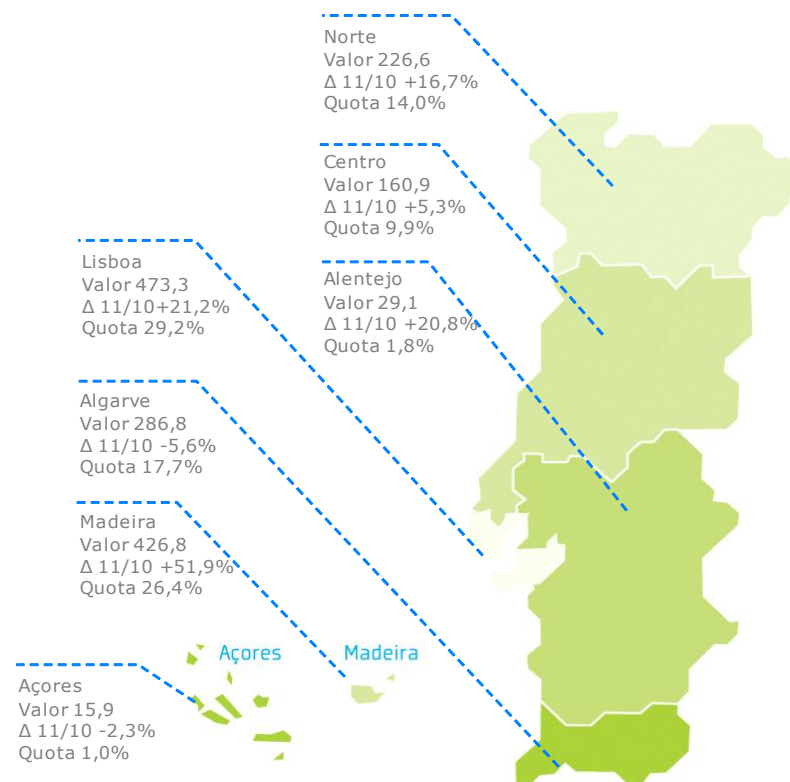 Norte
Valor 226,6
Δ 11/10 +16,7%
Quota 14,0%
Centro
Valor 160,9
Δ 11/10 +5,3%
Quota 9,9%
Lisboa
Valor 473,3
Δ 11/10+21,2%
Quota 29,2%
Alentejo
Valor 29,1
Δ 11/10 +20,8%
Quota 1,8%
Algarve
Valor 286,8
Δ 11/10 -5,6%
Quota 17,7%
Madeira
Valor 426,8
Δ 11/10 +51,9%
Quota 26,4%
Açores
Madeira
Açores
Valor 15,9
Δ 11/10 -2,3%
Quota 1,0%